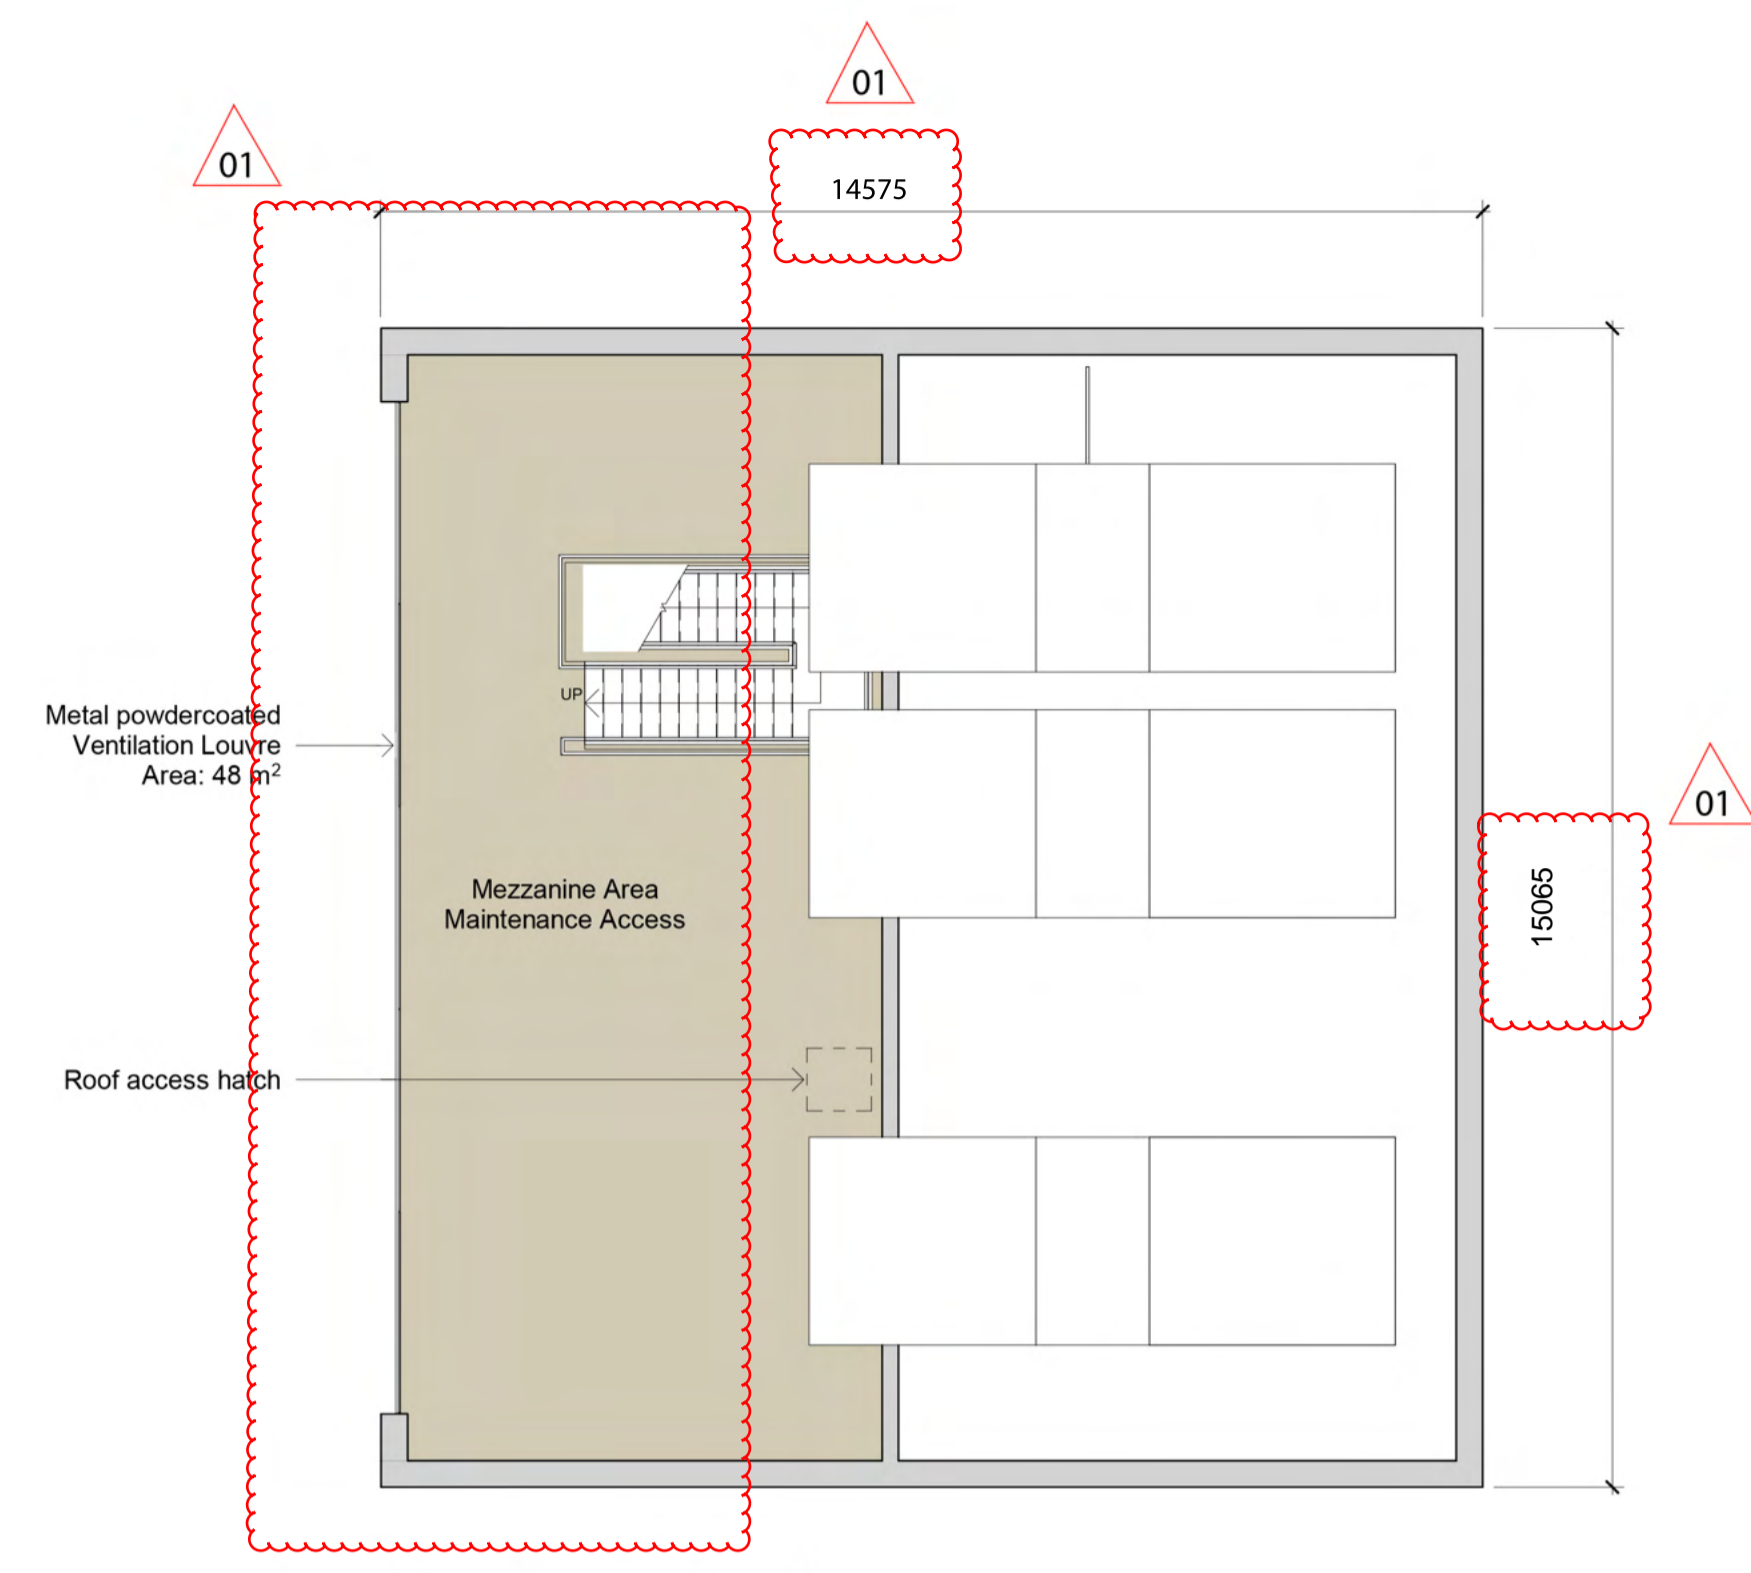 01
01
14575
UP
Metal powdercoated
Ventilation Louvre
Area: 48 m²
01
Mezzanine Area
Maintenance Access
15065
Roof access hatch